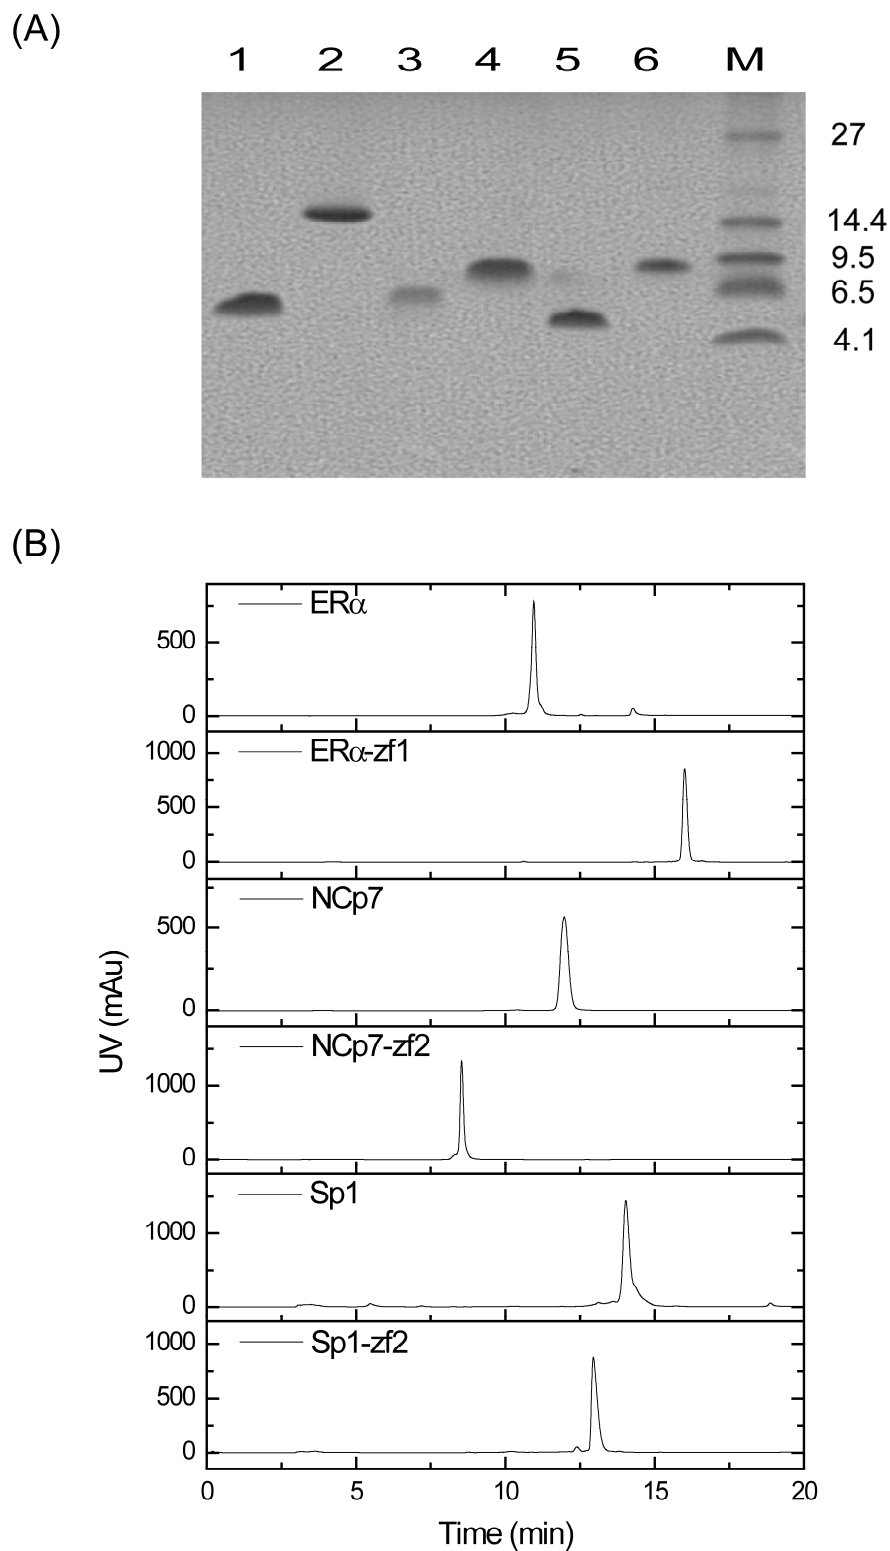 (A)
1 2 3 4 5 6 M
27
14.4
9.5
6.5
4.1
(B)
ERα
500
0
ERα-zf1
1000
500
0
NCp7
500
0
NCp7-zf2
1000
0
Sp1
1000
0
Sp1-zf2
1000
500
0
UV (mAu)
0 5 10 15 20
Time (min)